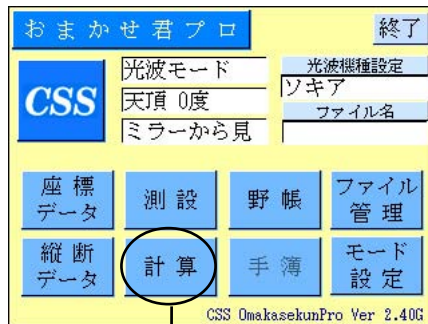 おまかせ君プロ
終了
CSS
光波モード
天頂 0度
ミラーから見
光波機種設定
ソキア
ファイル名
座標
データ
測設
野帳
ファイル
管理
縦断
データ
計算
手簿
モード
設定
CSS OmakasekunPro Ver 2.40G